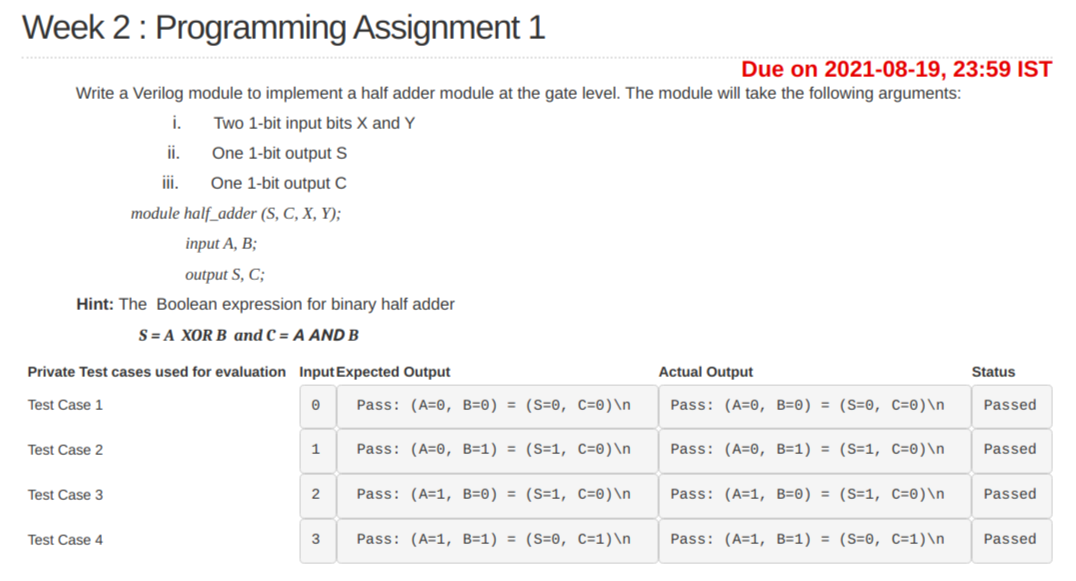 Week 2 : Programming Assignment 1
Due on 2021-08-19, 23:59 IST
Write a Verilog module to implement a half adder module at the gate level. The module will take the following arguments:
i. Two 1-bit input bits X and Y
ii. One 1-bit output S
iii. One 1-bit output C
module half_adder (S, C, X, Y);
input A, B;
output S, C;
Hint: The Boolean expression for binary half adder
S = A XOR B and C = A AND B
Private Test cases used for evaluation Input Expected Output Actual Output Status
Test Case 1 0 Pass: (A=0, B=0) = (S=0, C=0)\n Pass: (A=0, B=0) = (S=0, C=0)\n Passed
Test Case 2 1 Pass: (A=0, B=1) = (S=1, C=0)\n Pass: (A=0, B=1) = (S=1, C=0)\n Passed
Test Case 3 2 Pass: (A=1, B=0) = (S=1, C=0)\n Pass: (A=1, B=0) = (S=1, C=0)\n Passed
Test Case 4 3 Pass: (A=1, B=1) = (S=0, C=1)\n Pass: (A=1, B=1) = (S=0, C=1)\n Passed